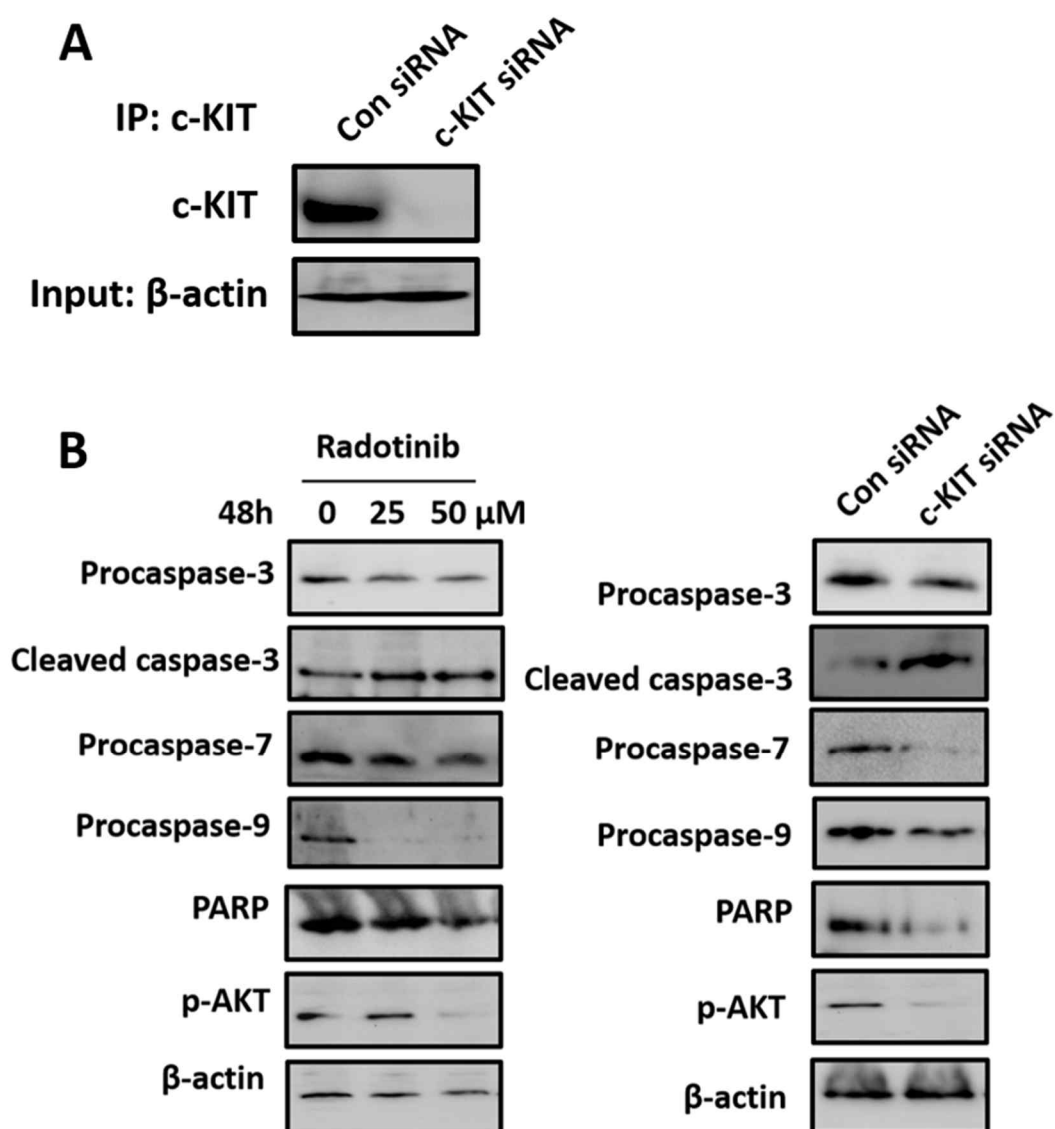 A
IP: c-KIT
Con siRNA
c-KIT siRNA
c-KIT
Input: β-actin
B
Radotinib
48h 0 25 50 µM
Procaspase-3
Cleaved caspase-3
Procaspase-7
Procaspase-9
PARP
p-AKT
β-actin
Con siRNA
c-KIT siRNA
Procaspase-3
Cleaved caspase-3
Procaspase-7
Procaspase-9
PARP
p-AKT
β-actin